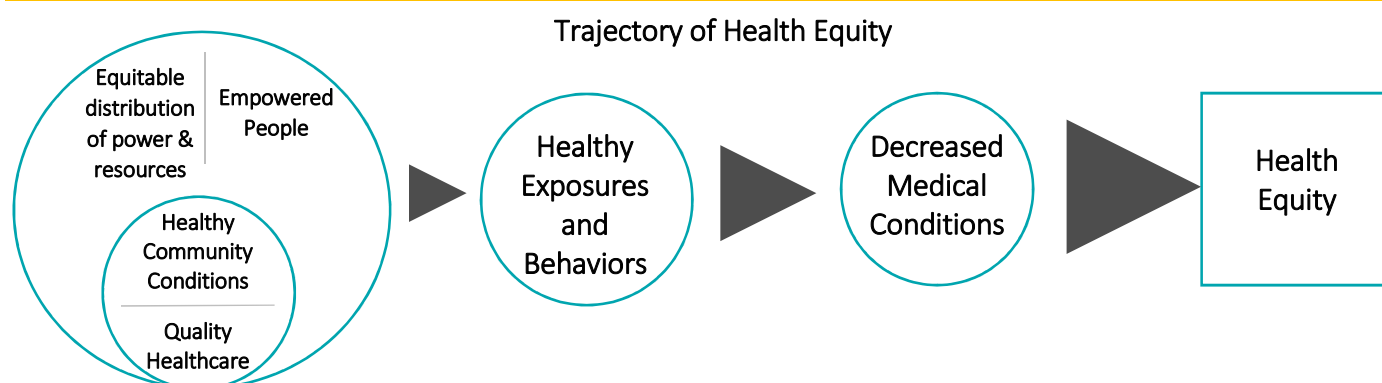 Trajectory of Health Equity
Equitable
distribution
of power &
resources
Empowered
People
Healthy
Community
Conditions
Quality
Healthcare
Healthy
Exposures
and
Behaviors
Decreased
Medical
Conditions
Health
Equity